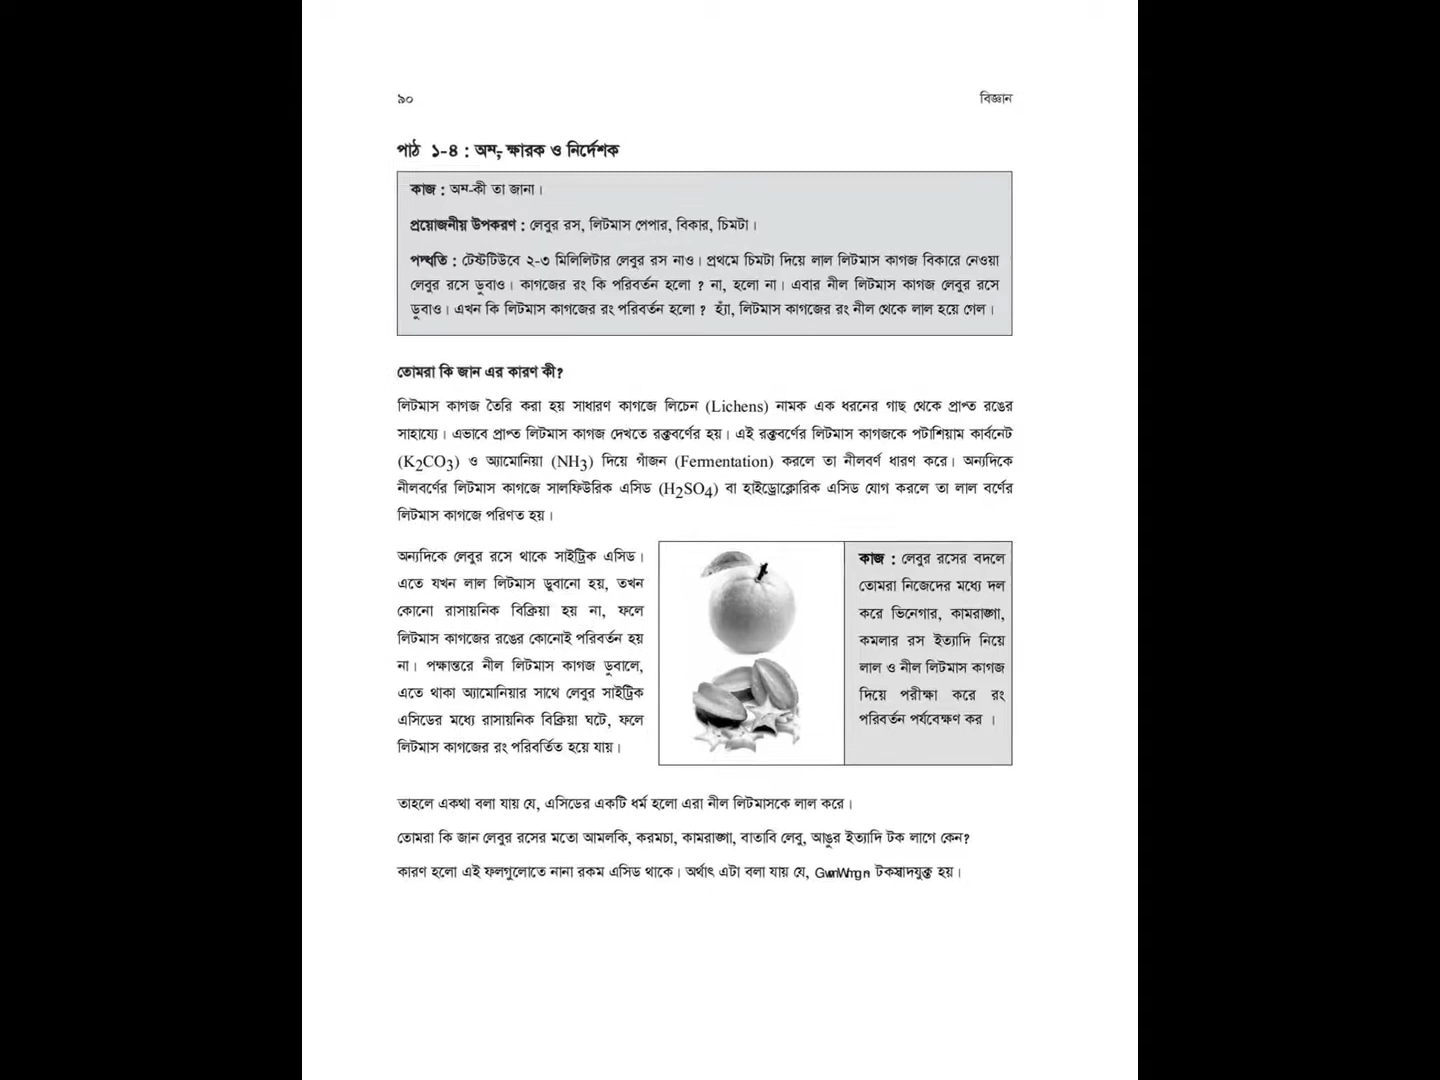 ৯০ বিজ্ঞান
পাঠ ১-৪ : অম্ল, ক্ষারক ও নির্দেশক
কাজ : অম্ল কী তা জানা।
প্রয়োজনীয় উপকরণ : লেবুর রস, লিটমাস পেপার, বিকার, চিমটা।
পদ্ধতি : টেস্টটিউবে ২-৩ মিলিলিটার লেবুর রস নাও। প্রথমে চিমটা দিয়ে লাল লিটমাস কাগজ বিকারে নেওয়া
লেবুর রসে ডুবাও। কাগজের রং কি পরিবর্তন হলো ? না, হলো না। এবার নীল লিটমাস কাগজ লেবুর রসে
ডুবাও। এখন কি লিটমাস কাগজের রং পরিবর্তন হলো ? হ্যাঁ, লিটমাস কাগজের রং নীল থেকে লাল হয়ে গেল।
তোমরা কি জান এর কারণ কী?
লিটমাস কাগজ তৈরি করা হয় সাধারণ কাগজে লিচেন (Lichens) নামক এক ধরনের গাছ থেকে প্রাপ্ত রঙের
সাহায্যে। এভাবে প্রাপ্ত লিটমাস কাগজ দেখতে রক্তবর্ণের হয়। এই রক্তবর্ণের লিটমাস কাগজকে পটাশিয়াম কার্বনেট
(K2CO3) ও অ্যামোনিয়া (NH3) দিয়ে গাঁজন (Fermentation) করলে তা নীলবর্ণ ধারণ করে। অন্যদিকে
নীলবর্ণের লিটমাস কাগজে সালফিউরিক এসিড (H2SO4) বা হাইড্রোক্লোরিক এসিড যোগ করলে তা লাল বর্ণের
লিটমাস কাগজে পরিণত হয়।
অন্যদিকে লেবুর রসে থাকে সাইট্রিক এসিড।
এতে যখন লাল লিটমাস ডুবানো হয়, তখন
কোনো রাসায়নিক বিক্রিয়া হয় না, ফলে
লিটমাস কাগজের রঙের কোনোই পরিবর্তন হয়
না। পক্ষান্তরে নীল লিটমাস কাগজ ডুবালে,
এতে থাকা অ্যামোনিয়ার সাথে লেবুর সাইট্রিক
এসিডের মধ্যে রাসায়নিক বিক্রিয়া ঘটে, ফলে
লিটমাস কাগজের রং পরিবর্তিত হয়ে যায়।
কাজ : লেবুর রসের বদলে
তোমরা নিজেদের মধ্যে দল
করে ভিনেগার, কামরাঙ্গা,
কমলার রস ইত্যাদি নিয়ে
লাল ও নীল লিটমাস কাগজ
দিয়ে পরীক্ষা করে রং
পরিবর্তন পর্যবেক্ষণ কর ।
তাহলে একথা বলা যায় যে, এসিডের একটি ধর্ম হলো এরা নীল লিটমাসকে লাল করে।
তোমরা কি জান লেবুর রসের মতো আমলকি, করমচা, কামরাঙ্গা, বাতাবি লেবু, আঙুর ইত্যাদি টক লাগে কেন?
কারণ হলো এই ফলগুলোতে নানা রকম এসিড থাকে। অর্থাৎ এটা বলা যায় যে, টকস্বাদযুক্ত হয়।